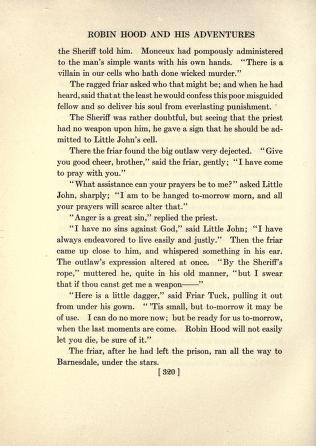 ROBIN HOOD AND HIS ADVENTURES
the Sheriff told him. Monceux had pompously administered
to the man's simple wants with his own hands. "There is a
villain in our cells who hath done wicked murder."
The ragged friar asked who that might be; and when he had
heard, said that at the least he would confess this poor misguided
fellow and so deliver his soul from everlasting punishment.
The Sheriff was rather doubtful, but seeing that the priest
had no weapon upon him, he gave a sign that he should be ad-
mitted to Little John's cell.
There the friar found the big outlaw very dejected. "Give
you good cheer, brother," said the friar, gently; "I have come
to pray with you."
"What assistance can your prayers be to me?" asked Little
John, sharply; "I am to be hanged to-morrow morn, and all
your prayers will scarce alter that."
"Anger is a great sin," replied the priest.
"I have no sins against God," said Little John; "I have
always endeavored to live easily and justly." Then the friar
came up close to him, and whispered something in his ear.
The outlaw's expression altered at once. "By the Sheriff's
rope," muttered he, quite in his old manner, "but I swear
that if thou canst get me a weapon——"
"Here is a little dagger," said Friar Tuck, pulling it out
from under his gown. "'Tis small, but to-morrow it may be
of use. I can do no more now; but be ready for us to-morrow,
when the last moments are come. Robin Hood will not easily
let you die, be sure of it."
The friar, after he had left the prison, ran all the way to
Barnesdale, under the stars.
[ 320 ]